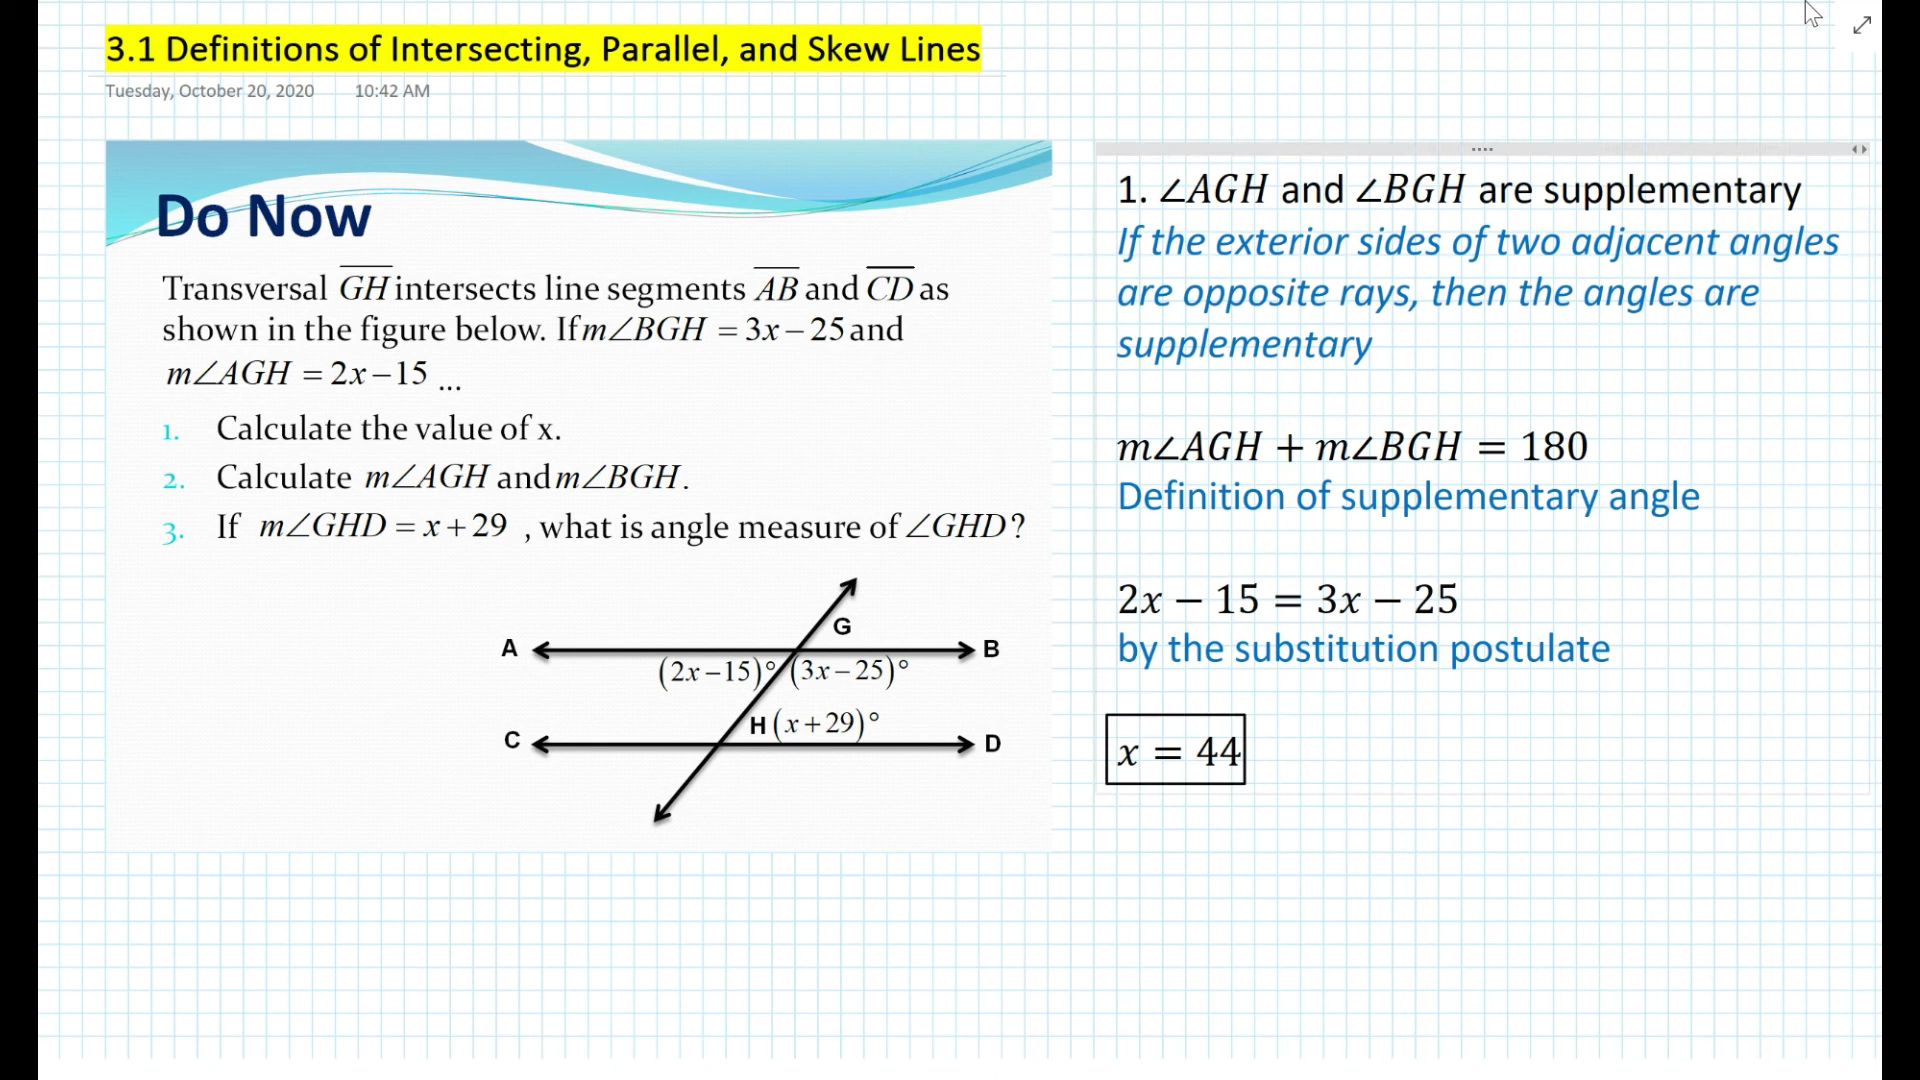 3.1 Definitions of Intersecting, Parallel, and Skew Lines
Tuesday, October 20, 2020 10:42 AM
Do Now
Transversal G̅H̅ intersects line segments A̅B̅ and C̅D̅ as
shown in the figure below. If m∠BGH = 3x − 25 and
m∠AGH = 2x − 15 ...
1. Calculate the value of x.
2. Calculate m∠AGH and m∠BGH.
3. If m∠GHD = x + 29 , what is angle measure of ∠GHD?
G
A
B
(2x − 15)° (3x − 25)°
H (x + 29)°
C
D
1. ∠AGH and ∠BGH are supplementary
If the exterior sides of two adjacent angles
are opposite rays, then the angles are
supplementary
m∠AGH + m∠BGH = 180
Definition of supplementary angle
2x − 15 = 3x − 25
by the substitution postulate
x = 44